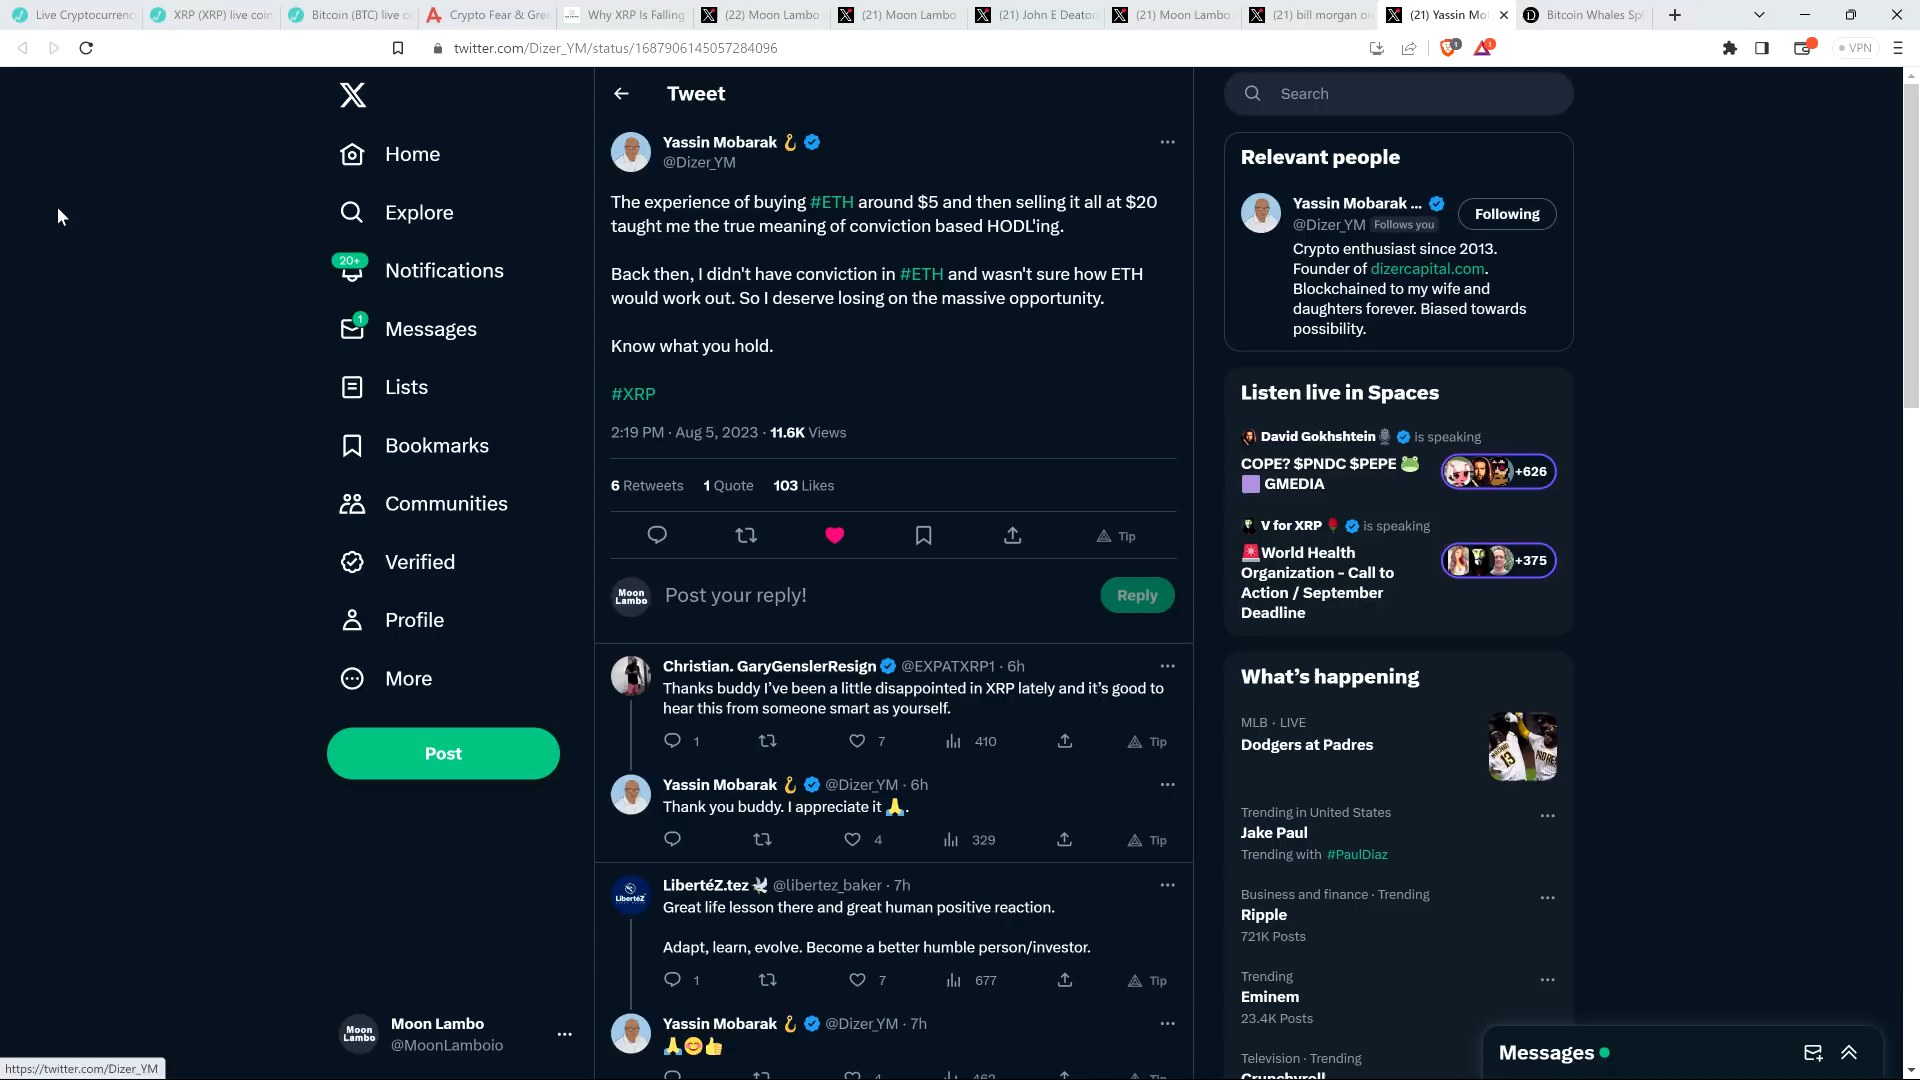 Live Cryptocurrenc
XRP (XRP) live coin
Bitcoin (BTC) live co
Crypto Fear & Gre
Why XRP Is Falling
(22) Moon Lambo
(21) Moon Lambo
(21) John E Deaton
(21) Moon Lambo
(21) bill morgan on
(21) Yassin Mo
Bitcoin Whales Spl
twitter.com/Dizer_YM/status/1687906145057284096
VPN
Home
Explore
20+
Notifications
1
Messages
Lists
Bookmarks
Communities
Verified
Profile
More
Post
Moon Lambo
Moon Lambo
@MoonLamboio
https://twitter.com/Dizer_YM
Tweet
Yassin Mobarak
@Dizer_YM
The experience of buying #ETH around $5 and then selling it all at $20
taught me the true meaning of conviction based HODL'ing.
Back then, I didn't have conviction in #ETH and wasn't sure how ETH
would work out. So I deserve losing on the massive opportunity.
Know what you hold.
#XRP
2:19 PM · Aug 5, 2023 · 11.6K Views
6 Retweets 1 Quote 103 Likes
Tip
Moon Lambo
Post your reply!
Reply
Christian. GaryGenslerResign @EXPATXRP1 · 6h
Thanks buddy I've been a little disappointed in XRP lately and it's good to
hear this from someone smart as yourself.
1 7 410 Tip
Yassin Mobarak @Dizer_YM · 6h
Thank you buddy. I appreciate it 🙏.
4 329 Tip
LibertéZ
LibertéZ.tez @libertez_baker · 7h
Great life lesson there and great human positive reaction.
Adapt, learn, evolve. Become a better humble person/investor.
1 7 677 Tip
Yassin Mobarak @Dizer_YM · 7h
🙏😊👍
4 462 Tip
Search
Relevant people
Yassin Mobarak ...
@Dizer_YM Follows you
Following
Crypto enthusiast since 2013.
Founder of dizercapital.com.
Blockchained to my wife and
daughters forever. Biased towards
possibility.
Listen live in Spaces
David Gokhshtein is speaking
COPE? $PNDC $PEPE 🐸
🟪 GMEDIA
+626
V for XRP 🌹 is speaking
🚨World Health
Organization - Call to
Action / September
Deadline
+375
What's happening
MLB · LIVE
Dodgers at Padres
Trending in United States
Jake Paul
Trending with #PaulDiaz
Business and finance · Trending
Ripple
721K Posts
Trending
Eminem
23.4K Posts
Television · Trending
Crunchyroll
Messages